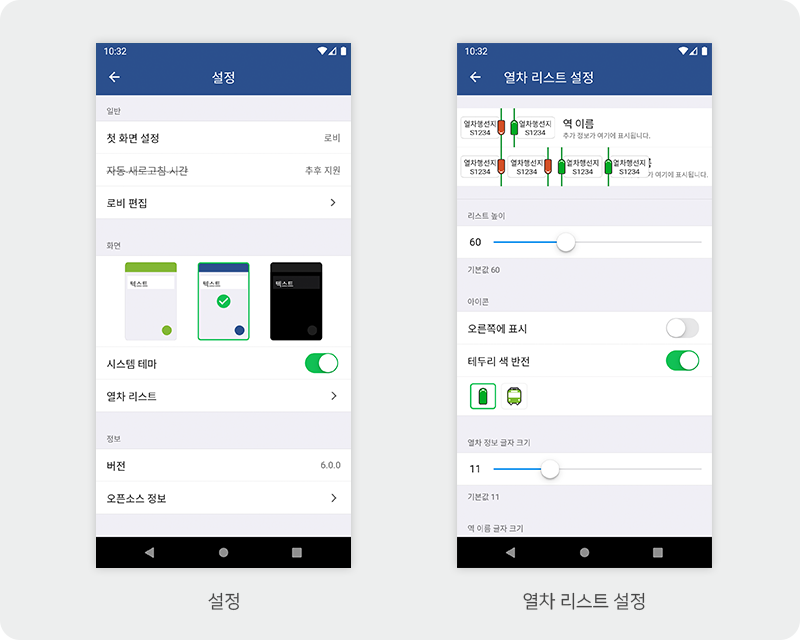 10:32
설정
일반
첫 화면 설정 로비
자동 새로고침 시간 추후 지원
로비 편집
화면
텍스트 텍스트 텍스트
시스템 테마
열차 리스트
정보
버전 6.0.0
오픈소스 정보
설정
10:32
열차 리스트 설정
열차행선지 열차행선지 역 이름
S1234 S1234 추가 정보가 여기에 표시됩니다.
열차행선지 열차행선지 열차행선지 열차행선지
S1234 S1234 S1234 S1234 가 여기에 표시됩니다.
리스트 높이
60
기본값 60
아이콘
오른쪽에 표시
테두리 색 반전
열차 정보 글자 크기
11
기본값 11
역 이름 글자 크기
열차 리스트 설정